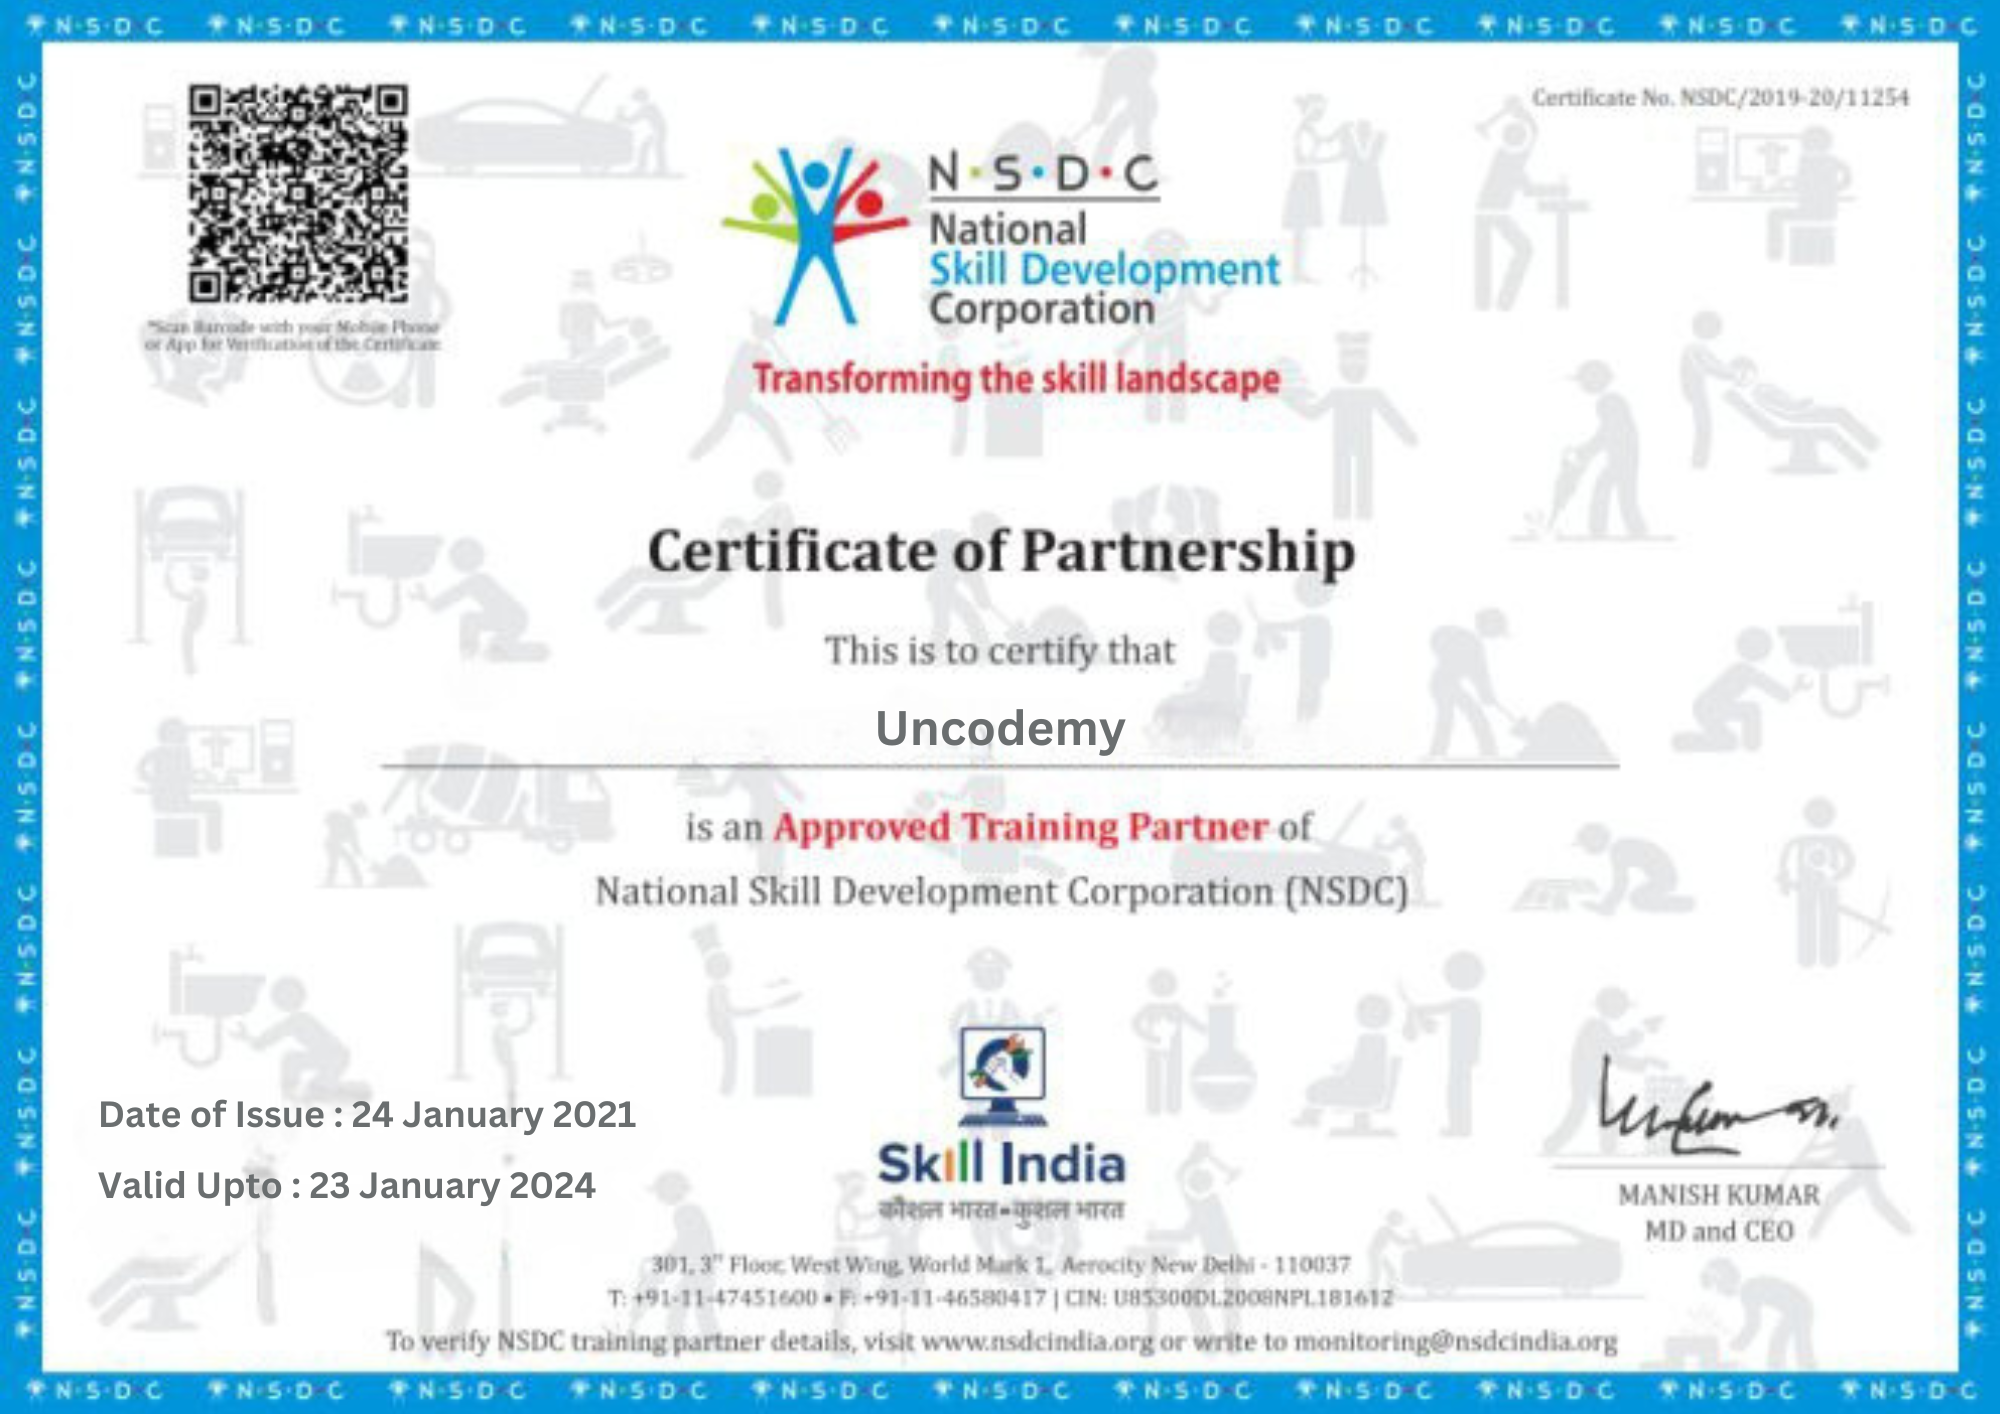 N·S·D·C N·S·D·C N·S·D·C N·S·D·C N·S·D·C N·S·D·C N·S·D·C N·S·D·C N·S·D·C N·S·D·C N·S·D·C
Certificate No. NSDC/2019-20/11254
*Scan Barcode with your Mobile Phone
or App for Verification of the Certificate
N·S·D·C
National
Skill Development
Corporation
Transforming the skill landscape
Certificate of Partnership
This is to certify that
Uncodemy
is an Approved Training Partner of
National Skill Development Corporation (NSDC)
Date of Issue : 24 January 2021
Valid Upto : 23 January 2024
Skill India
कौशल भारत-कुशल भारत
MANISH KUMAR
MD and CEO
301, 3" Floor, West Wing, World Mark 1, Aerocity New Delhi - 110037
T: +91-11-47451600 • F: +91-11-46580417 | CIN: U85300DL2008NPL181612
To verify NSDC training partner details, visit www.nsdcindia.org or write to monitoring@nsdcindia.org
N·S·D·C N·S·D·C N·S·D·C N·S·D·C N·S·D·C N·S·D·C N·S·D·C N·S·D·C N·S·D·C N·S·D·C N·S·D·C